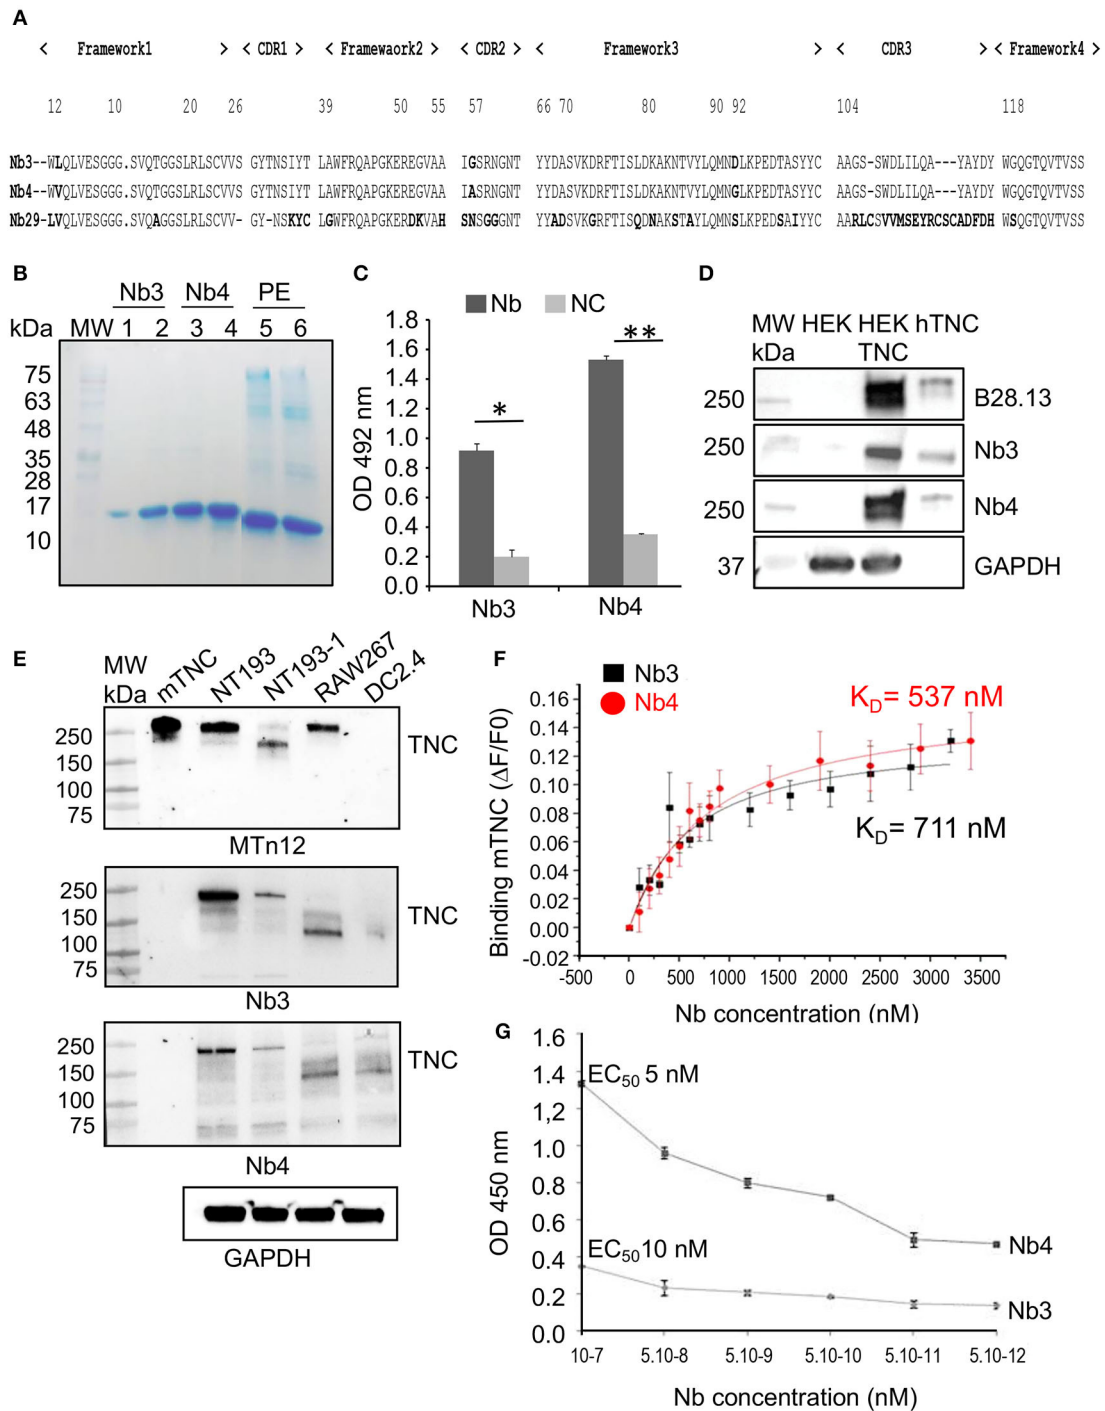 A
< Framework1 > < CDR1 > < Framewaork2 > < CDR2 > < Framework3 > < CDR3 > < Framework4 >
12 10 20 26 39 50 55 57 66 70 80 90 92 104 118
Nb3--WLQLVESGGG.SVQTGGSLRLSCVVS GYTNSIYT LAWFRQAPGKEREGVAA IGSRNGNT YYDASVKDRFTISLDKAKNTVYLQMNDLKPEDTASYYC AAGS-SWDLILQA---YAYDY WGQGTQVTVSS
Nb4--WVQLVESGGG.SVQTGGSLRLSCVVS GYTNSIYT LAWFRQAPGKEREGVAA IASRNGNT YYDASVKDRFTISLDKAKNTVYLQMNGLKPEDTASYYC AAGS-SWDLILQA---YAYDY WGQGTQVTVSS
Nb29-LVQLVESGGG.SVQAGGSLRLSCVV- GY-NSKYC LGWFRQAPGKERDKVAH SNSGGGNT YYADSVKGRFTISQDNAKSTAYLQMNSLKPEDSAIYYC AARLCSVVMSEYRCSCADFDH WSQGTQVTVSS
B
Nb3 Nb4 PE
kDa MW 1 2 3 4 5 6
75
63
48
35
28
17
10
C
Nb NC
OD 492 nm
1.8
1.6
1.4
1.2
1.0
0.8
0.6
0.4
0.2
0.0
*
**
Nb3 Nb4
D
MW HEK HEK hTNC
kDa TNC
250 B28.13
250 Nb3
250 Nb4
37 GAPDH
E
MW
kDa
mTNC NT193 NT193-1 RAW267 DC2.4
250
150
100
75
TNC
MTn12
250
150
100
75
TNC
Nb3
250
150
100
75
TNC
Nb4
GAPDH
F
Nb3
Nb4
KD= 537 nM
KD= 711 nM
Binding mTNC (ΔF/F0)
0.16
0.14
0.12
0.10
0.08
0.06
0.04
0.02
0.00
-0.02
-500 0 500 1000 1500 2000 2500 3000 3500
Nb concentration (nM)
G
OD 450 nm
1.6
1.4
1,2
1.0
0.8
0.6
0.4
0.2
0.0
EC50 5 nM
EC50 10 nM
Nb4
Nb3
10-7 5.10-8 5.10-9 5.10-10 5.10-11 5.10-12
Nb concentration (nM)